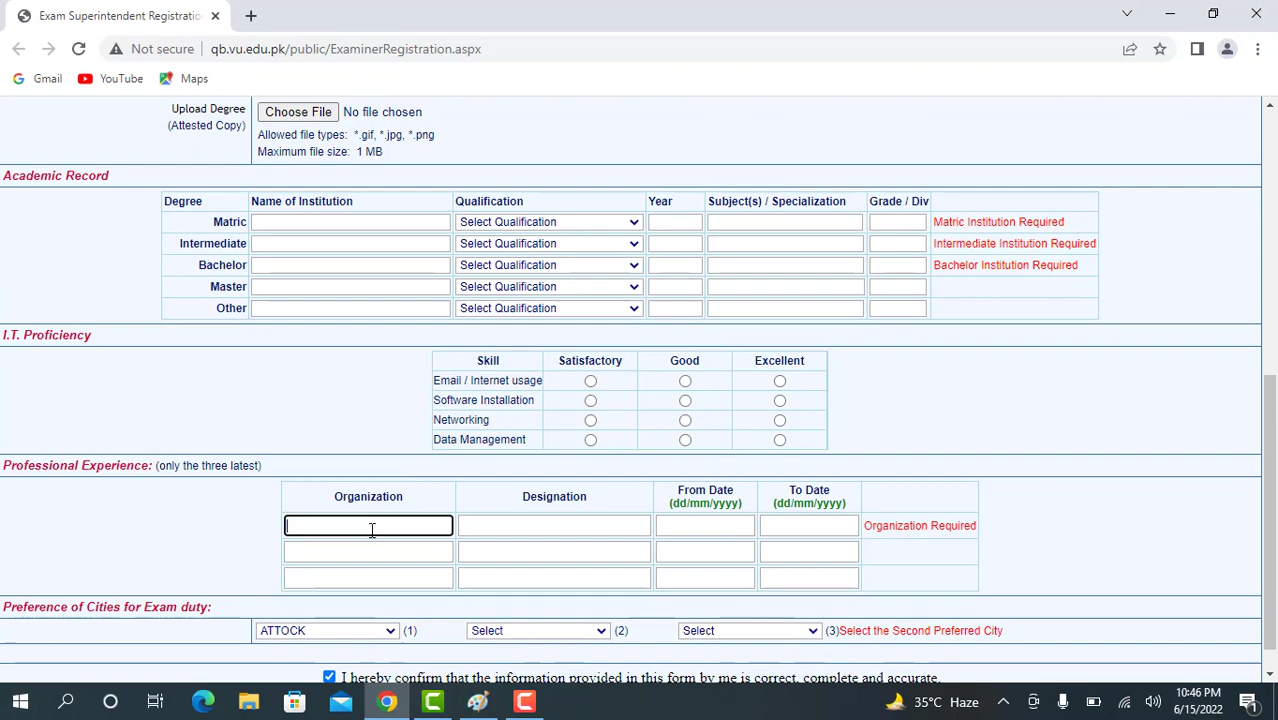 Exam Superintendent Registratio
Not secure qb.vu.edu.pk/public/ExaminerRegistration.aspx
Gmail YouTube Maps
Upload Degree
(Attested Copy)
Choose File No file chosen
Allowed file types: *.gif, *.jpg, *.png
Maximum file size: 1 MB
Academic Record
Degree Name of Institution Qualification Year Subject(s) / Specialization Grade / Div
Matric Select Qualification Matric Institution Required
Intermediate Select Qualification Intermediate Institution Required
Bachelor Select Qualification Bachelor Institution Required
Master Select Qualification
Other Select Qualification
I.T. Proficiency
Skill Satisfactory Good Excellent
Email / Internet usage
Software Installation
Networking
Data Management
Professional Experience: (only the three latest)
Organization Designation From Date (dd/mm/yyyy) To Date (dd/mm/yyyy)
Organization Required
Preference of Cities for Exam duty:
ATTOCK (1) Select (2) Select (3)Select the Second Preferred City
I hereby confirm that the information provided in this form by me is correct, complete and accurate.
35°C Haze
10:46 PM
6/15/2022
1